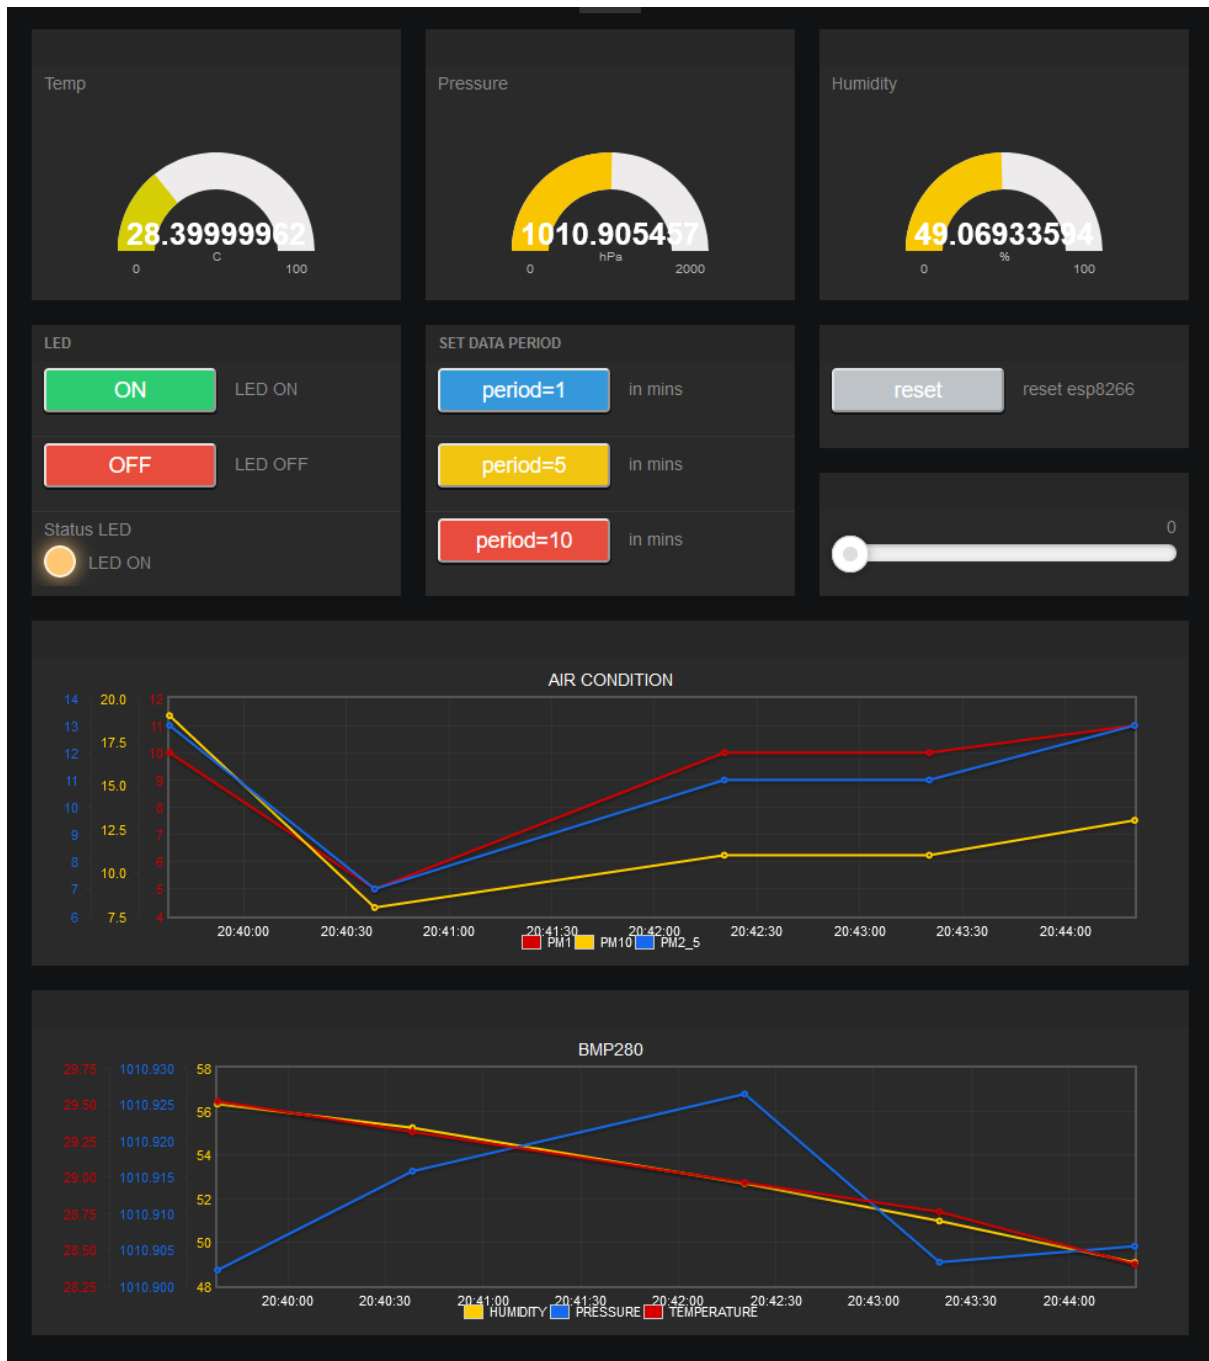 Temp
Pressure
Humidity
28.39999962
1010.905457
49.06933594
C
hPa
%
0
100
0
2000
0
100
LED
ON
LED ON
OFF
LED OFF
Status LED
LED ON
SET DATA PERIOD
period=1
in mins
period=5
in mins
period=10
in mins
reset
reset esp8266
0
AIR CONDITION
14
13
12
11
10
9
8
7
6
20.0
17.5
15.0
12.5
10.0
7.5
12
11
10
9
8
7
6
5
4
20:40:00
20:40:30
20:41:00
20:41:30
20:42:00
20:42:30
20:43:00
20:43:30
20:44:00
PM1
PM10
PM2_5
BMP280
29.75
29.50
29.25
29.00
28.75
28.50
28.25
1010.930
1010.925
1010.920
1010.915
1010.910
1010.905
1010.900
58
56
54
52
50
48
20:40:00
20:40:30
20:41:00
20:41:30
20:42:00
20:42:30
20:43:00
20:43:30
20:44:00
HUMIDITY
PRESSURE
TEMPERATURE